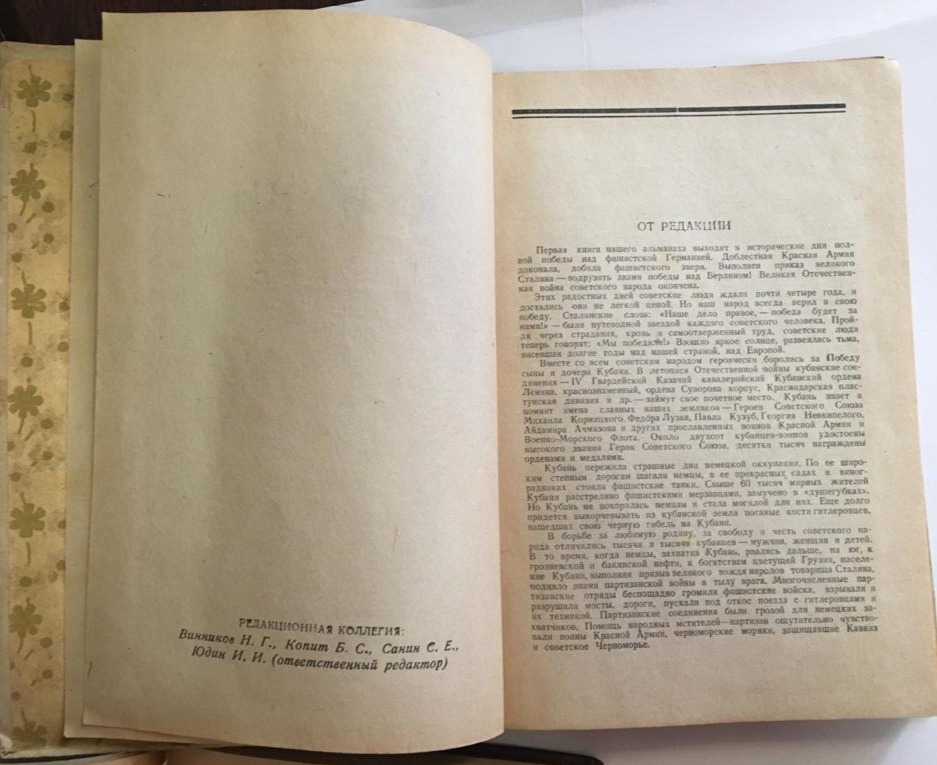 РЕДАКЦИОННАЯ КОЛЛЕГИЯ:
Винников Н. Г., Копит Б. С., Санин С. Е.,
Юдин И. И. (ответственный редактор)
ОТ РЕДАКЦИИ
Первая книга нашего альманаха выходит в исторические дни пол-
ной победы над фашистской Германией. Доблестная Красная Армия
доконала, добила фашистского зверя. Выполнен приказ великого
Сталина — водрузить знамя победы над Берлином! Великая Отечествен-
ная война советского народа окончена.
Этих радостных дней советские люди ждали почти четыре года, и
достались они не легкой ценой. Но наш народ всегда верил в свою
победу. Сталинские слова: «Наше дело правое, — победа будет за
нами!» — были путеводной звездой каждого советского человека. Прой-
дя через страдания, кровь и самоотверженный труд, советские люди
теперь говорят: «Мы победили!» Взошло яркое солнце, развеялась тьма,
висевшая долгие годы над нашей страной, над Европой.
Вместе со всем советским народом героически боролись за Победу
сыны и дочери Кубани. В летописи Отечественной войны кубанские сое-
динения — IV Гвардейский Казачий кавалерийский Кубанский ордена
Ленина, краснознаменный, ордена Суворова корпус, Краснодарская плас-
тунская дивизия и др. — займут свое почетное место. Кубань знает и
помнит имена славных наших земляков — Героев Советского Союза
Михаила Корницкого, Федора Лузан, Павла Кузуб, Георгия Ненкипелого,
Айдамира Ачмизова и других прославленных воинов Красной Армии и
Военно-Морского Флота. Около двухсот кубанцев-воинов удостоены
высокого звания Героя Советского Союза, десятки тысяч награждены
орденами и медалями.
Кубань пережила страшные дни немецкой оккупации. По ее широ-
ким степным дорогам шагали немцы, в ее прекрасных садах и виног-
радниках стояли фашистские танки. Свыше 60 тысяч мирных жителей
Кубани расстреляно фашистскими мерзавцами, замучено в «душегубках».
Но Кубань не покорилась немцам и стала могилой для них. Еще долго
придется выкорчевывать из кубанской земли поганые кости гитлеровцев,
нашедших свою черную гибель на Кубани.
В борьбе за любимую родину, за свободу и честь советского на-
рода отличились тысячи и тысячи кубанцев — мужчин, женщин и детей.
В то время, когда немцы, захватив Кубань, рвались дальше, на юг, к
грозненской и бакинской нефти, к богатствам цветущей Грузии, населе-
ние Кубани, выполняя призыв великого вождя народов товарища Сталина,
подняло знамя партизанской войны в тылу врага. Многочисленные пар-
тизанские отряды беспощадно громили фашистские войска, взрывали и
разрушали мосты, дороги, пускали под откос поезда с гитлеровцами и
их техникой. Партизанские соединения были грозой для немецких за-
хватчиков. Помощь народных мстителей — партизан ощутительно чувство-
вали воины Красной Армии, черноморские моряки, защищавшие Кавказ
и советское Черноморье.